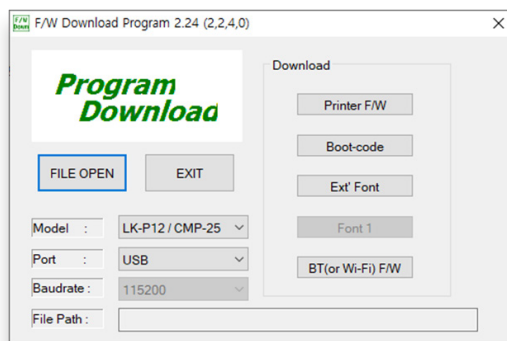 F/W Down
F/W Download Program 2.24 (2,2,4,0)
Program
Download
FILE OPEN
EXIT
Model :
LK-P12 / CMP-25
Port :
USB
Baudrate :
115200
File Path :
Download
Printer F/W
Boot-code
Ext' Font
Font 1
BT(or Wi-Fi) F/W